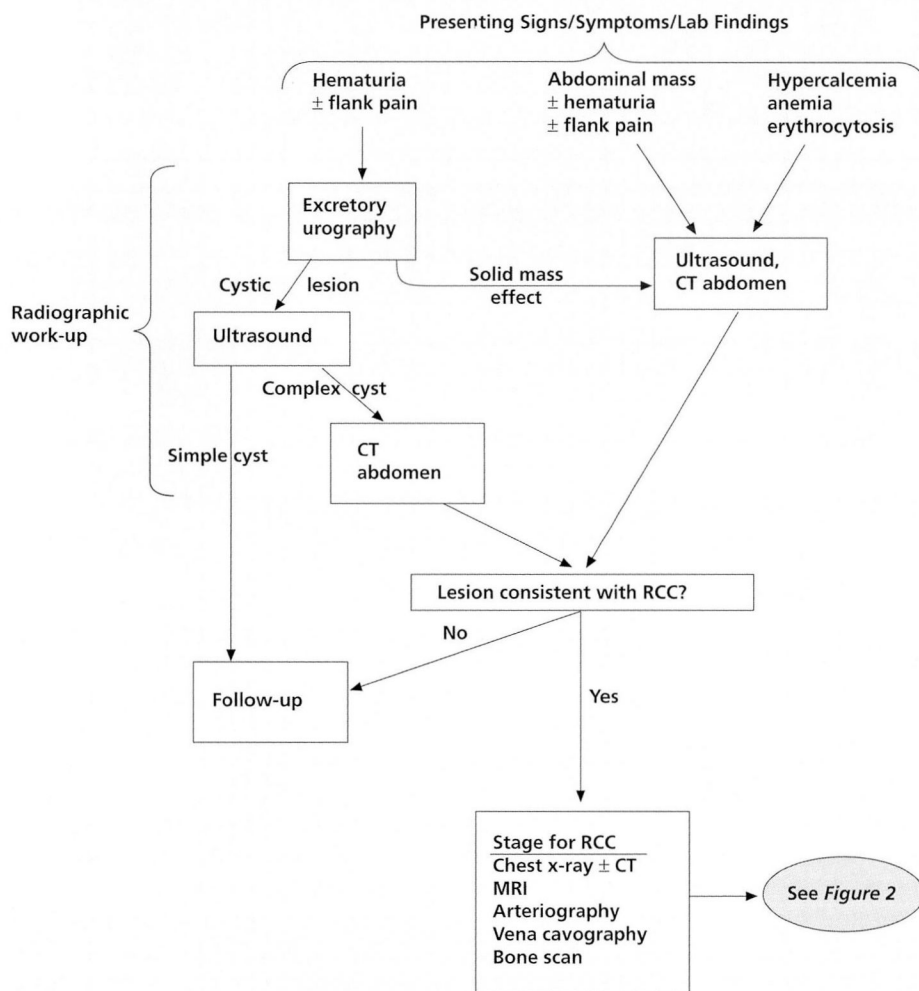 Presenting Signs/Symptoms/Lab Findings
Hematuria
± flank pain
Abdominal mass
± hematuria
± flank pain
Hypercalcemia
anemia
erythrocytosis
Radiographic
work-up
Excretory
urography
Cystic lesion
Solid mass
effect
Ultrasound,
CT abdomen
Ultrasound
Complex cyst
Simple cyst
CT
abdomen
Lesion consistent with RCC?
No
Yes
Follow-up
Stage for RCC
Chest x-ray ± CT
MRI
Arteriography
Vena cavography
Bone scan
See Figure 2